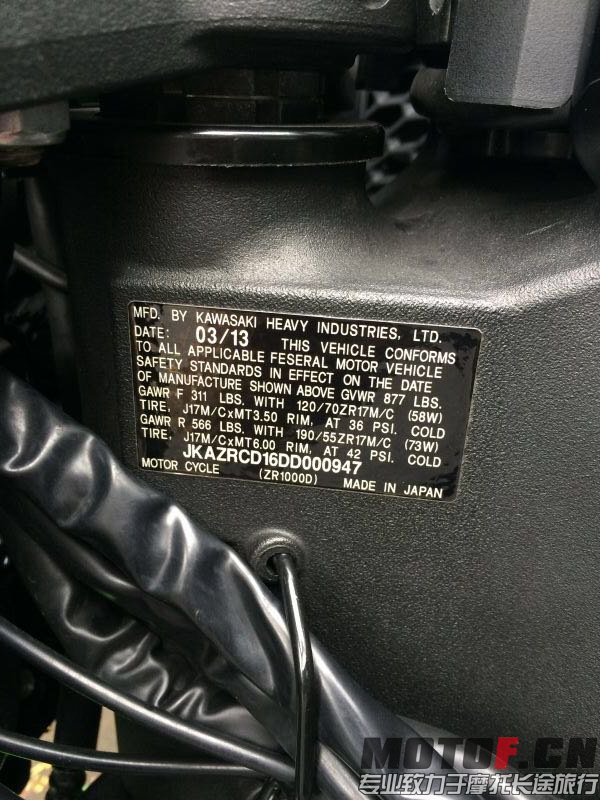 MFD. BY KAWASAKI HEAVY INDUSTRIES, LTD.
DATE: 03/13 THIS VEHICLE CONFORMS
TO ALL APPLICABLE FESERAL MOTOR VEHICLE
SAFETY STANDARDS IN EFFECT ON THE DATE
OF MANUFACTURE SHOWN ABOVE GVWR 877 LBS.
GAWR F 311 LBS. WITH 120/70ZR17M/C (58W)
TIRE, J17M/CxMT3.50 RIM, AT 36 PSI. COLD
GAWR R 566 LBS. WITH 190/55ZR17M/C (73W)
TIRE, J17M/CxMT6.00 RIM, AT 42 PSI. COLD
JKAZRCD16DD000947
MOTOR CYCLE (ZR1000D) MADE IN JAPAN
MOTOF.CN
专业致力于摩托长途旅行